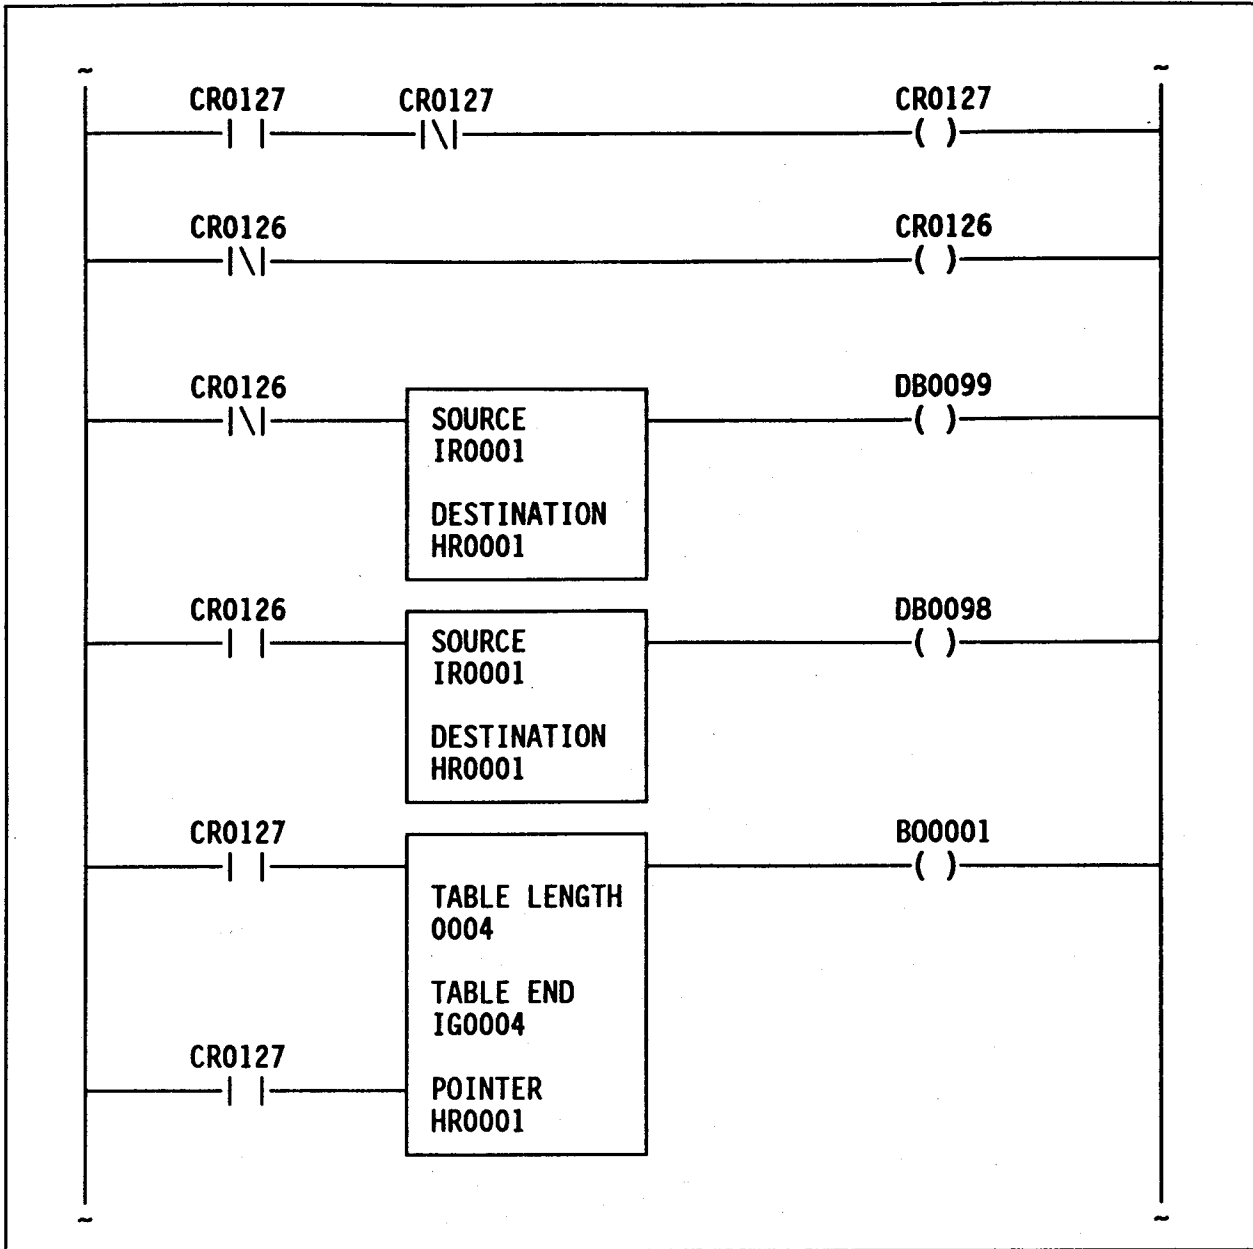 CR0127 CR0127 CR0127
CR0126 CR0126
CR0126 DB0099
SOURCE
IR0001
DESTINATION
HR0001
CR0126 DB0098
SOURCE
IR0001
DESTINATION
HR0001
CR0127 BO0001
TABLE LENGTH
0004
TABLE END
IG0004
CR0127
POINTER
HR0001